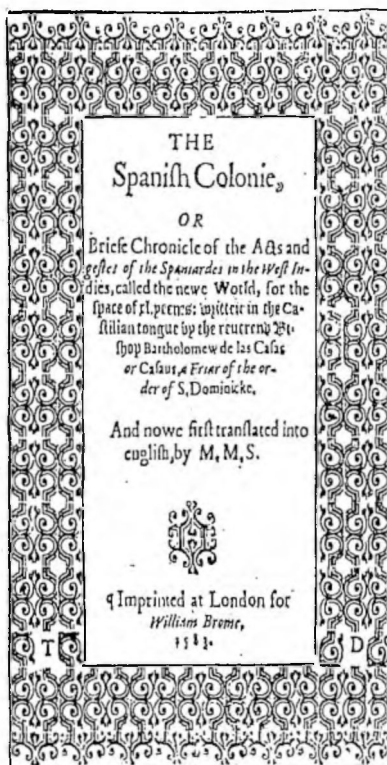 THE
Spaniſh Colonie,
OR
Briefe Chronicle of the Acts and
geſtes of the Spaniardes in the Weſt In-
dies, called the newe World, for the
ſpace of xl. yeeres: written in the Ca-
ſtilian tongue by the reuerend Bi-
ſhop Bartholomew de las Caſas
or Caſaus, a Friar of the or-
der of S. Dominicke.
And nowe firſt tranſlated into
engliſh, by M. M. S.
¶ Imprinted at London for
William Brome,
1583.
T D